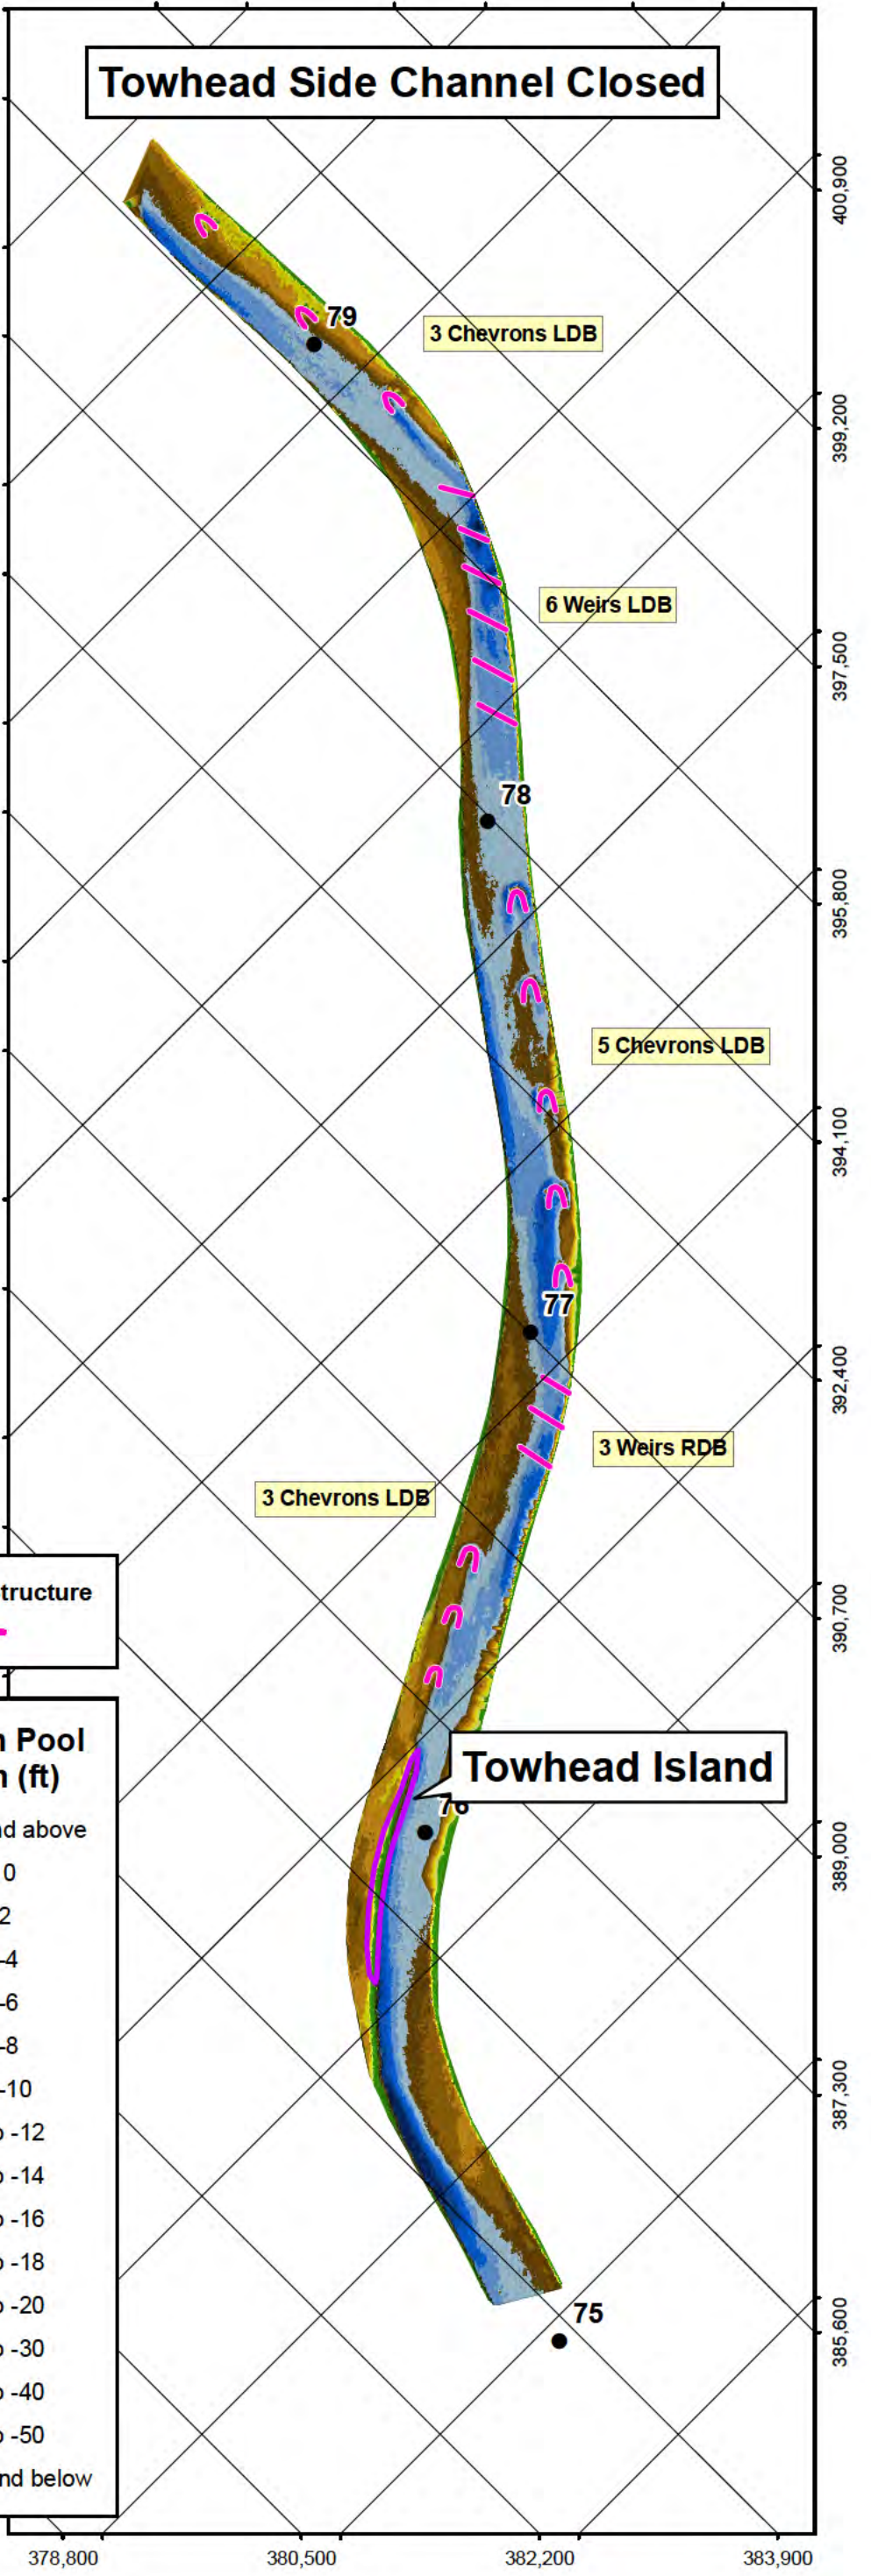 Towhead Side Channel Closed
400,900
79
3 Chevrons LDB
399,200
6 Weirs LDB
397,500
78
395,800
5 Chevrons LDB
394,100
77
392,400
3 Weirs RDB
3 Chevrons LDB
tructure
390,700
Pool
(ft)
Towhead Island
76
nd above
0
2
389,000
-4
-6
-8
-10
-12
387,300
-14
-16
-18
-20
75
385,600
-30
-40
-50
nd below
378,800
380,500
382,200
383,900